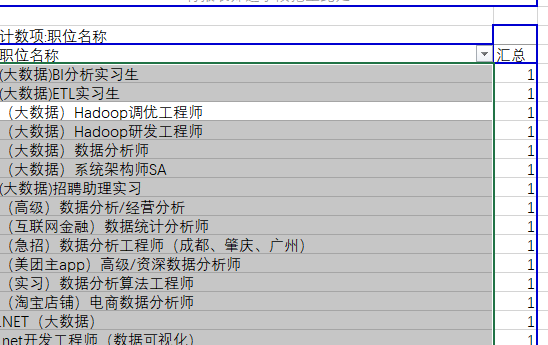 计数项:职位名称
职位名称 汇总
(大数据)BI分析实习生 1
(大数据)ETL实习生 1
（大数据）Hadoop调优工程师 1
（大数据）Hadoop研发工程师 1
（大数据）数据分析师 1
（大数据）系统架构师SA 1
(大数据)招聘助理实习 1
（高级）数据分析/经营分析 1
（互联网金融）数据统计分析师 1
（急招）数据分析工程师（成都、肇庆、广州） 1
（美团主app）高级/资深数据分析师 1
（实习）数据分析算法工程师 1
（淘宝店铺）电商数据分析师 1
.NET（大数据） 1
.net开发工程师（数据可视化） 1